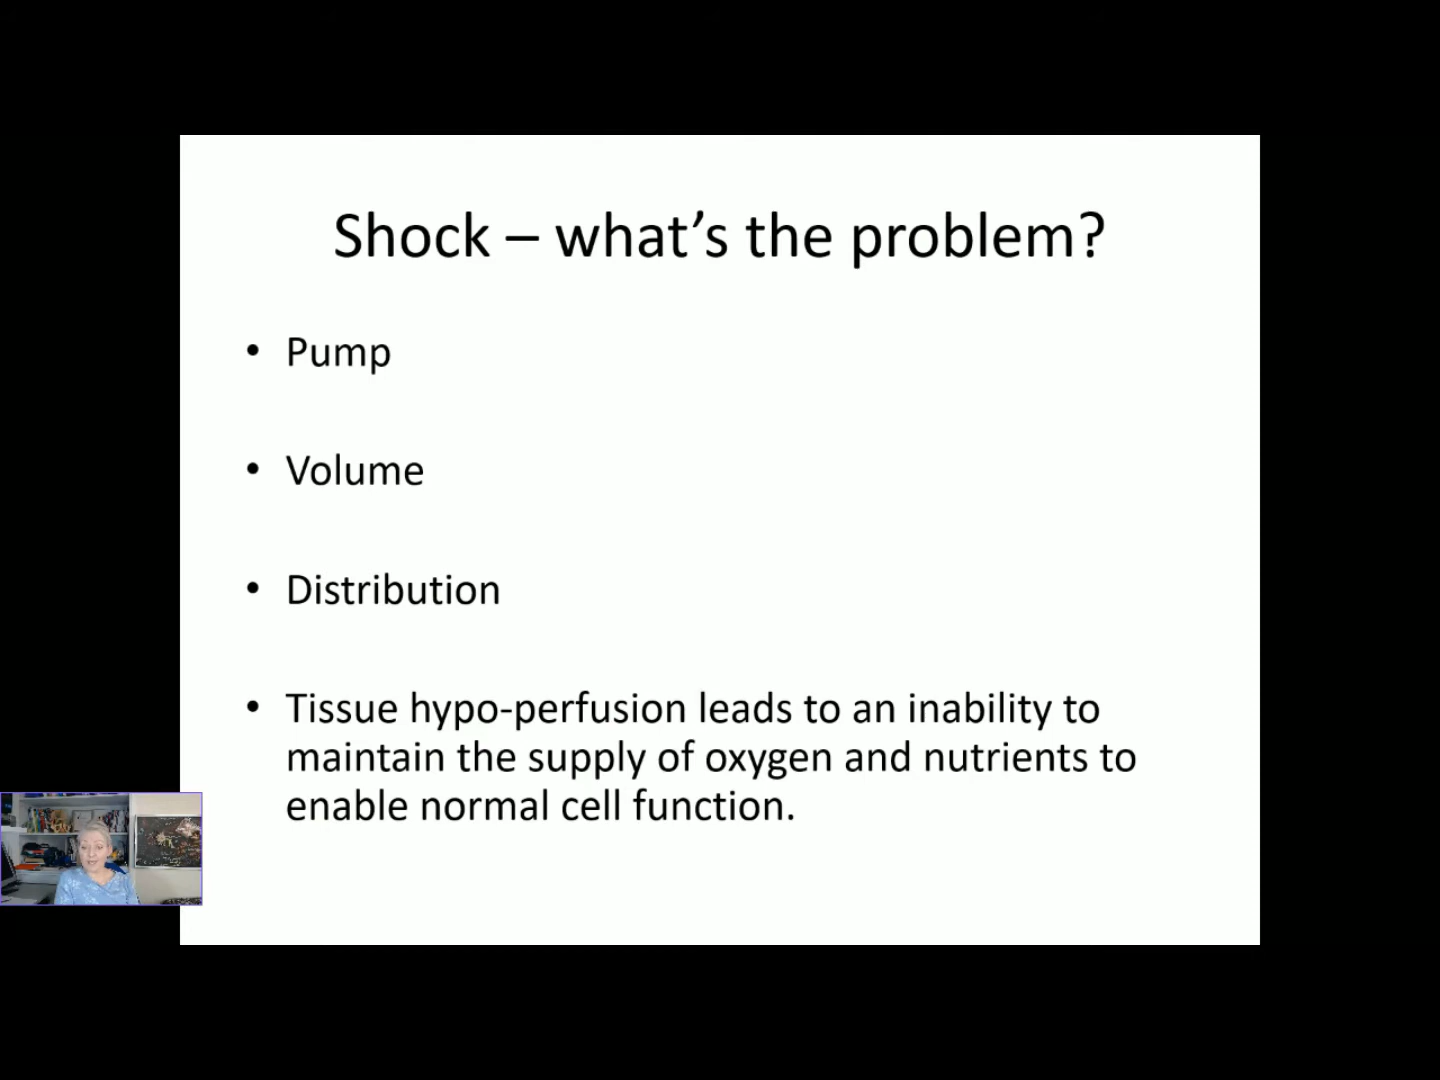 Shock – what's the problem?
• Pump
• Volume
• Distribution
• Tissue hypo-perfusion leads to an inability to
maintain the supply of oxygen and nutrients to
enable normal cell function.